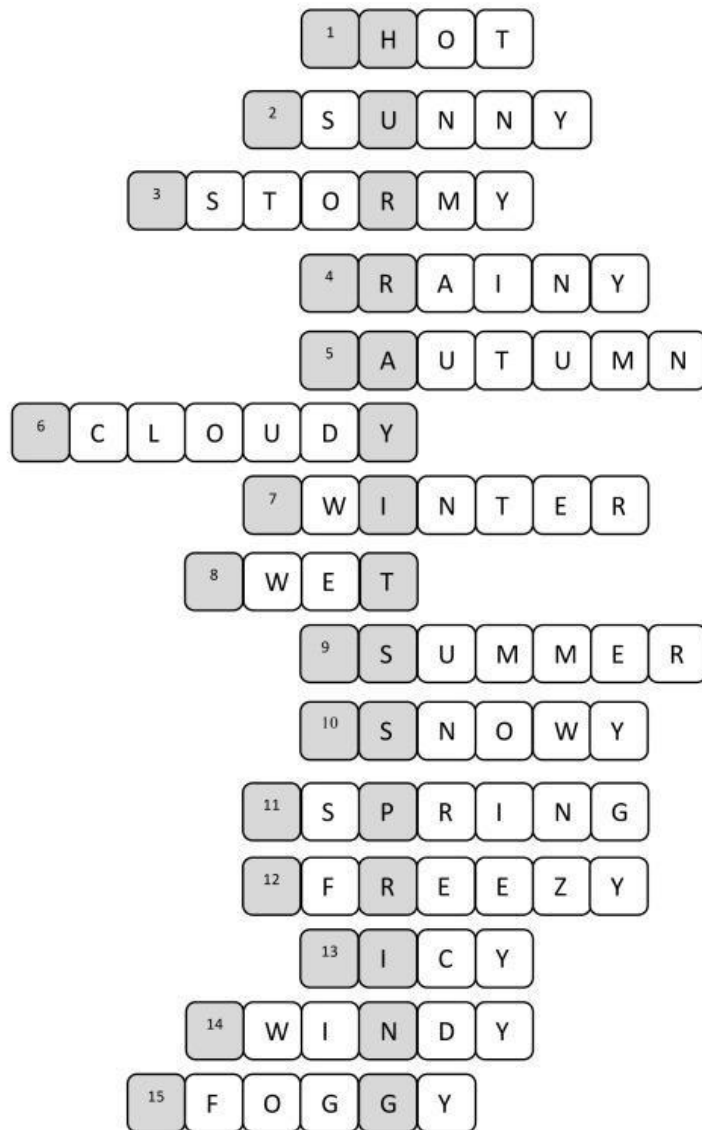 1 HOT
2 SUNNY
3 STORMY
4 RAINY
5 AUTUMN
6 CLOUDY
7 WINTER
8 WET
9 SUMMER
10 SNOWY
11 SPRING
12 FREEZY
13 ICY
14 WINDY
15 FOGGY